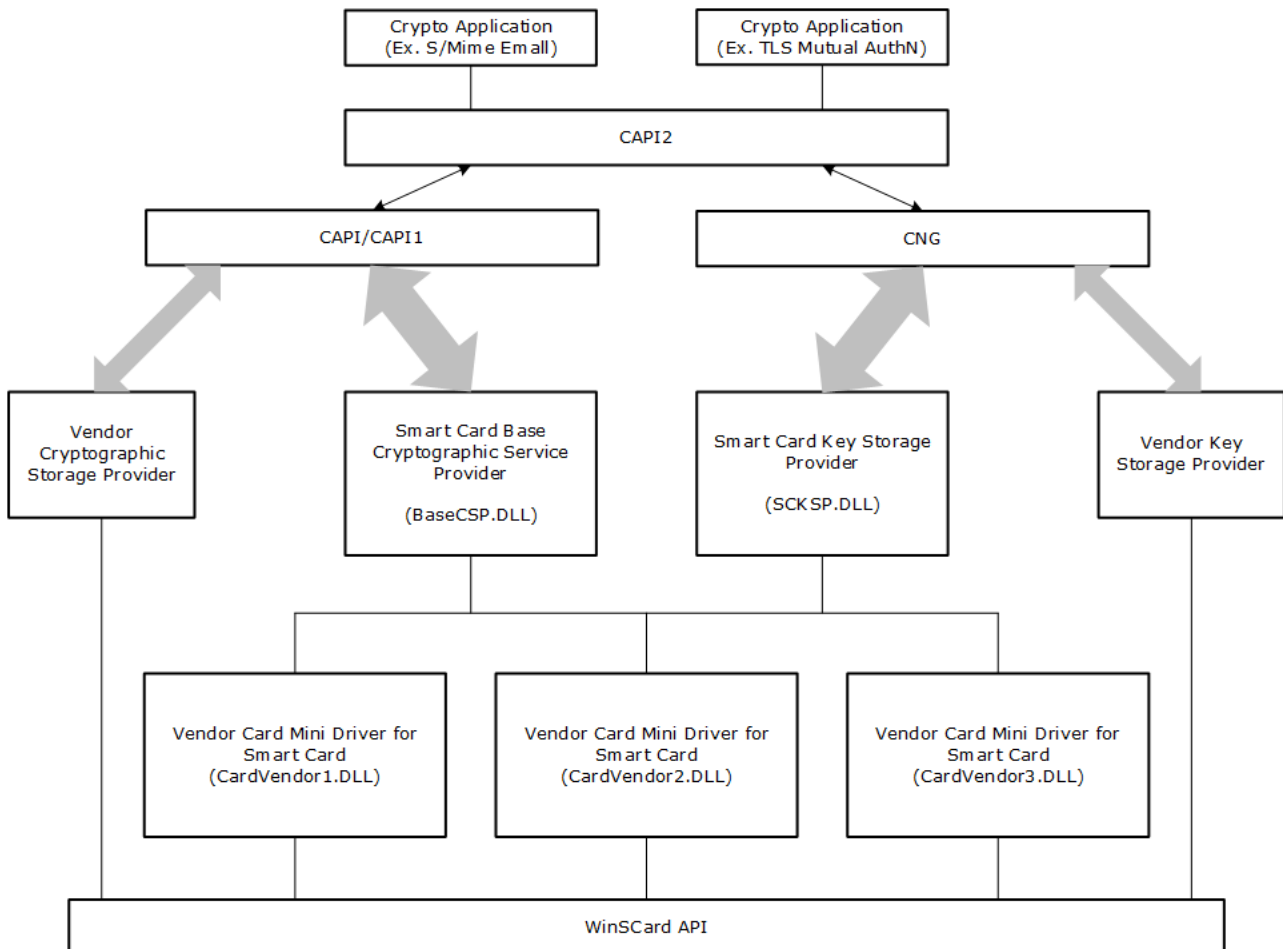 Crypto Application
(Ex. S/Mime Emall)
Crypto Application
(Ex. TLS Mutual AuthN)
CAPI2
CAPI/CAPI1
CNG
Vendor
Cryptographic
Storage Provider
Smart Card Base
Cryptographic Service
Provider
(BaseCSP.DLL)
Smart Card Key Storage
Provider
(SCKSP.DLL)
Vendor Key
Storage Provider
Vendor Card Mini Driver for
Smart Card
(CardVendor1.DLL)
Vendor Card Mini Driver for
Smart Card
(CardVendor2.DLL)
Vendor Card Mini Driver for
Smart Card
(CardVendor3.DLL)
WinSCard API